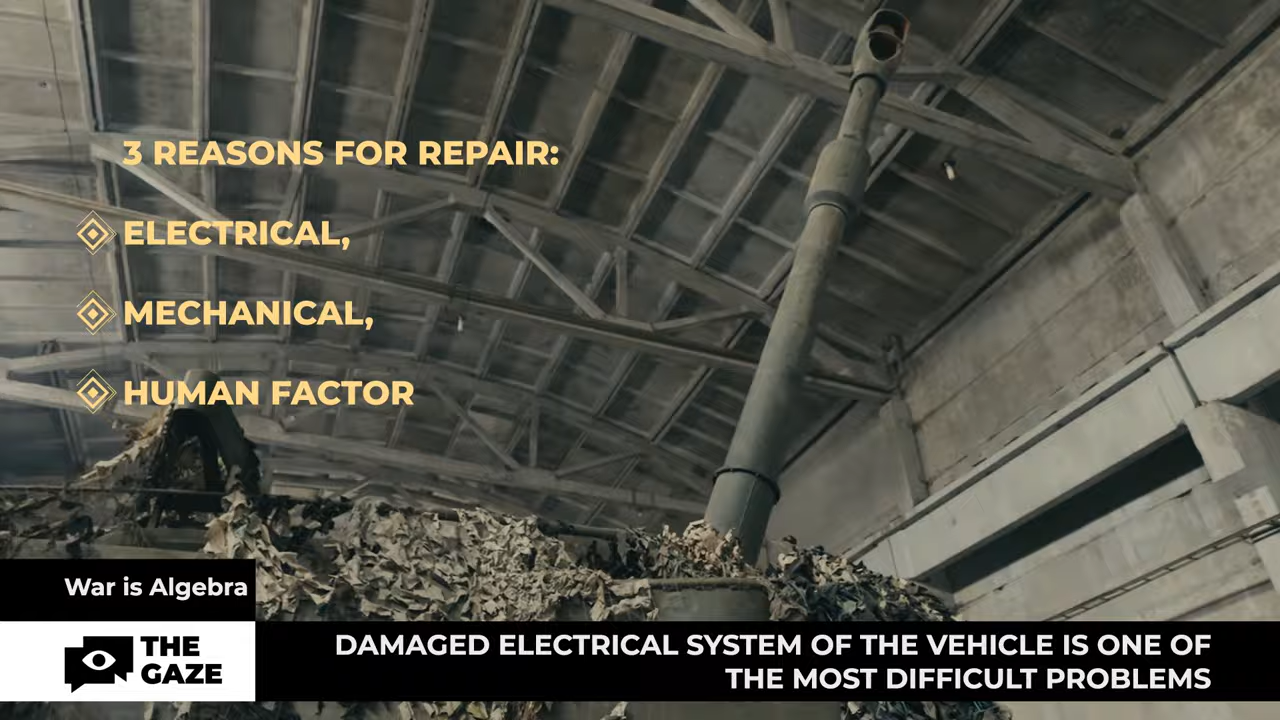 3 REASONS FOR REPAIR:
ELECTRICAL,
MECHANICAL,
HUMAN FACTOR
War is Algebra
THE
GAZE
DAMAGED ELECTRICAL SYSTEM OF THE VEHICLE IS ONE OF
THE MOST DIFFICULT PROBLEMS